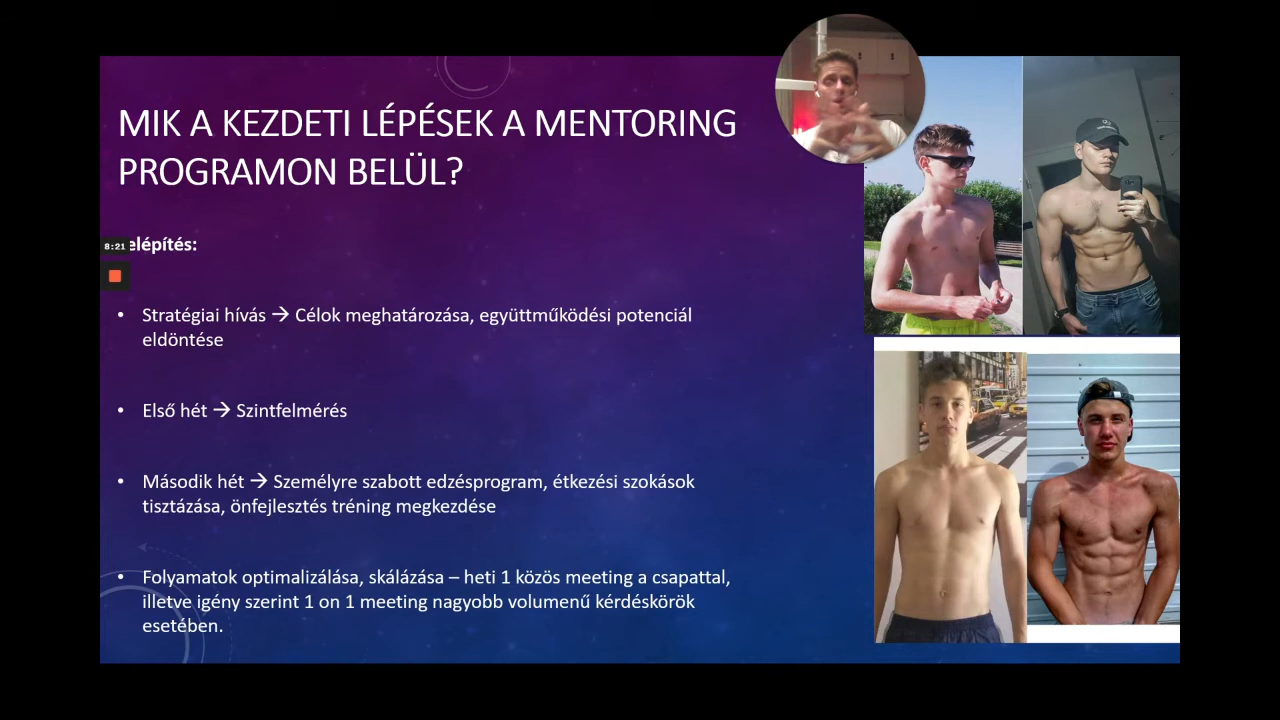 MIK A KEZDETI LÉPÉSEK A MENTORING
PROGRAMON BELÜL?
8:21
elépítés:
• Stratégiai hívás → Célok meghatározása, együttműködési potenciál
eldöntése
• Első hét → Szintfelmérés
• Második hét → Személyre szabott edzésprogram, étkezési szokások
tisztázása, önfejlesztés tréning megkezdése
• Folyamatok optimalizálása, skálázása – heti 1 közös meeting a csapattal,
illetve igény szerint 1 on 1 meeting nagyobb volumenű kérdéskörök
esetében.